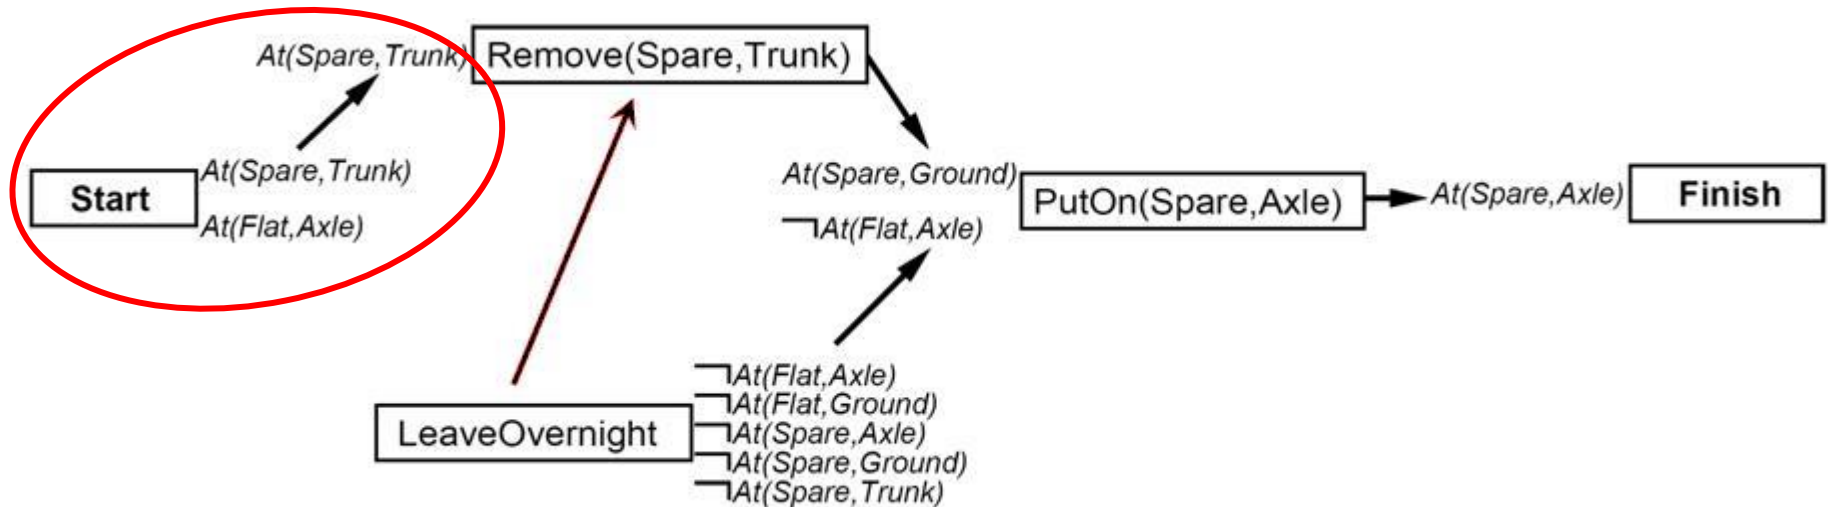 At(Spare,Trunk)
Remove(Spare,Trunk)
Start
At(Spare,Trunk)
At(Flat,Axle)
At(Spare,Ground)
¬At(Flat,Axle)
PutOn(Spare,Axle)
At(Spare,Axle)
Finish
LeaveOvernight
¬At(Flat,Axle)
¬At(Flat,Ground)
¬At(Spare,Axle)
¬At(Spare,Ground)
¬At(Spare,Trunk)